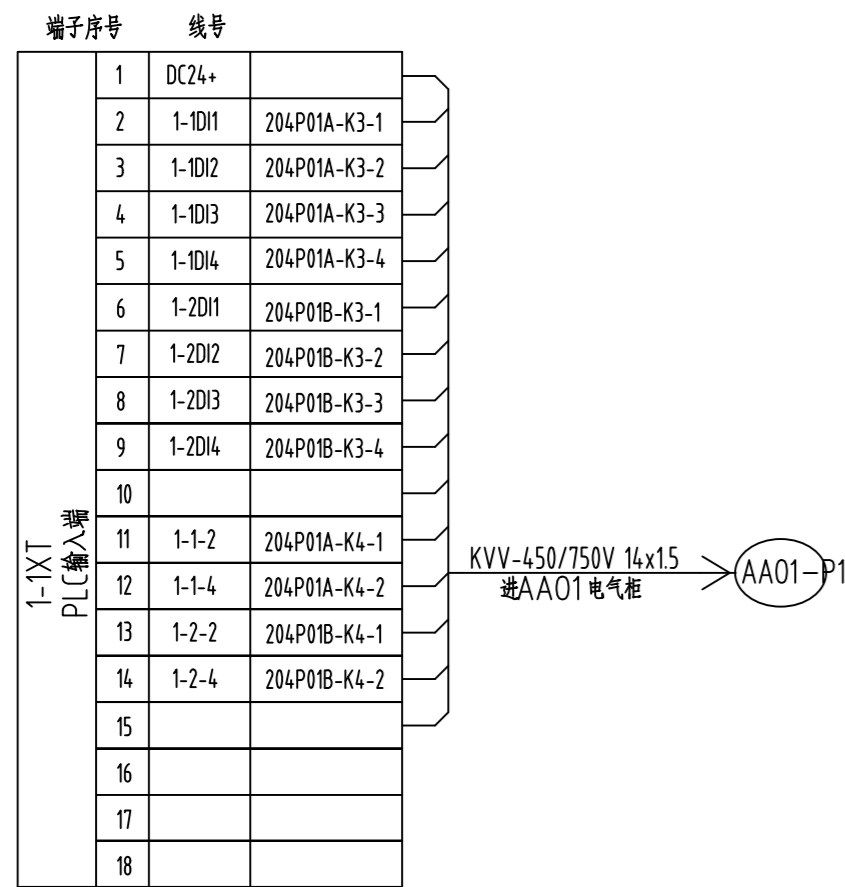 端子序号 线号
1 DC24+
2 1-1DI1 204P01A-K3-1
3 1-1DI2 204P01A-K3-2
4 1-1DI3 204P01A-K3-3
5 1-1DI4 204P01A-K3-4
6 1-2DI1 204P01B-K3-1
7 1-2DI2 204P01B-K3-2
8 1-2DI3 204P01B-K3-3
9 1-2DI4 204P01B-K3-4
10
11 1-1-2 204P01A-K4-1
12 1-1-4 204P01A-K4-2
13 1-2-2 204P01B-K4-1
14 1-2-4 204P01B-K4-2
15
16
17
18
1-1XT
PLC输入端
KVV-450/750V 14x1.5
进AA01电气柜
AA01-P1